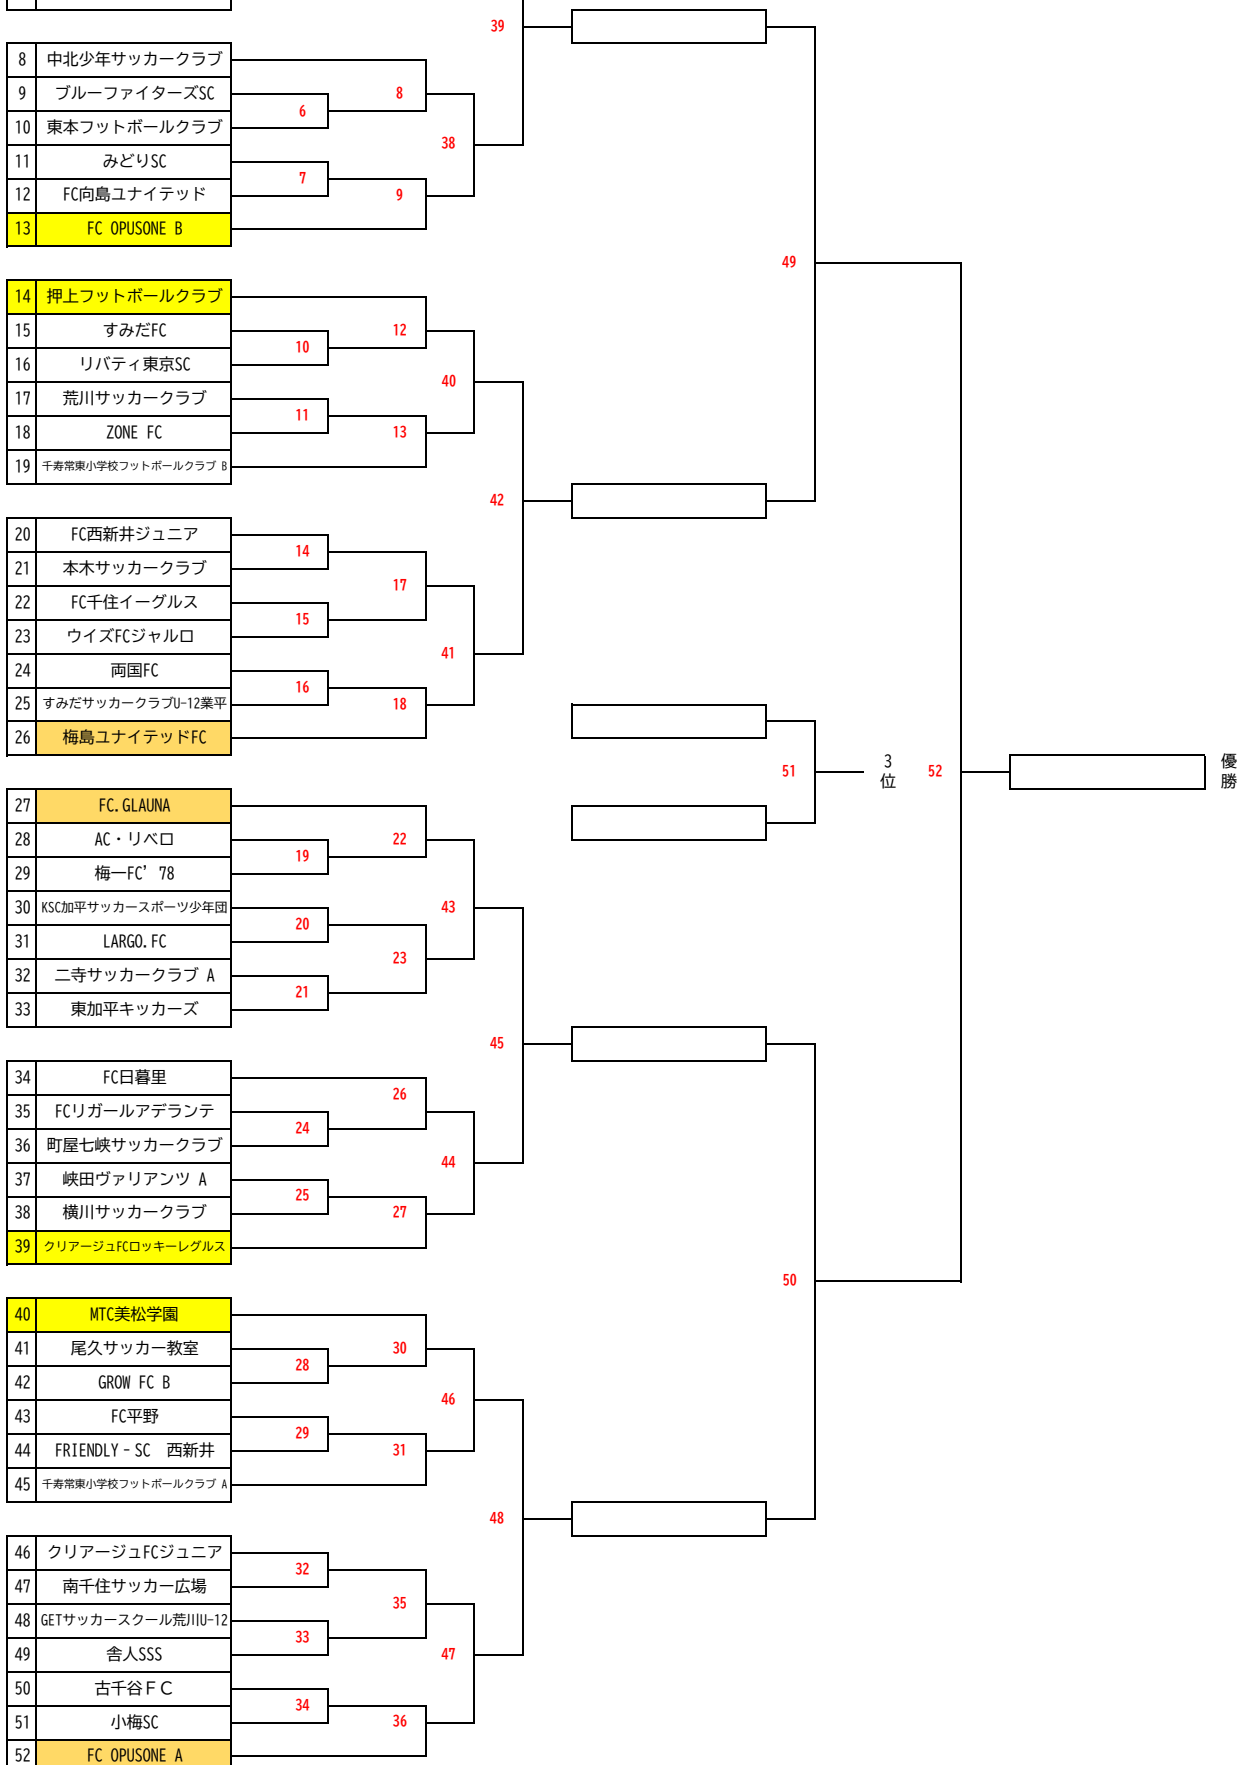 39
8 中北少年サッカークラブ
9 ブルーファイターズSC
8
6
10 東本フットボールクラブ
38
11 みどりSC
7
12 FC向島ユナイテッド
9
13 FC OPUSONE B
49
14 押上フットボールクラブ
15 すみだFC
12
10
16 リバティ東京SC
40
17 荒川サッカークラブ
11
18 ZONE FC
13
19 千寿常東小学校フットボールクラブ B
42
20 FC西新井ジュニア
14
21 本木サッカークラブ
17
22 FC千住イーグルス
15
23 ウイズFCジャルロ
41
24 両国FC
16
25 すみだサッカークラブU-12業平
18
26 梅島ユナイテッドFC
51
3位
52
優勝
27 FC.GLAUNA
28 AC・リベロ
22
19
29 梅一FC’78
30 KSC加平サッカースポーツ少年団
43
20
31 LARGO.FC
23
32 二寺サッカークラブ A
21
33 東加平キッカーズ
45
34 FC日暮里
26
35 FCリガールアデランテ
24
36 町屋七峡サッカークラブ
44
37 峡田ヴァリアンツ A
25
38 横川サッカークラブ
27
39 クリアージュFCロッキーレグルス
50
40 MTC美松学園
41 尾久サッカー教室
30
28
42 GROW FC B
46
43 FC平野
29
44 FRIENDLY‐SC 西新井
31
45 千寿常東小学校フットボールクラブ A
48
46 クリアージュFCジュニア
32
47 南千住サッカー広場
35
48 GETサッカースクール荒川U-12
33
49 舎人SSS
47
50 古千谷ＦＣ
34
51 小梅SC
36
52 FC OPUSONE A